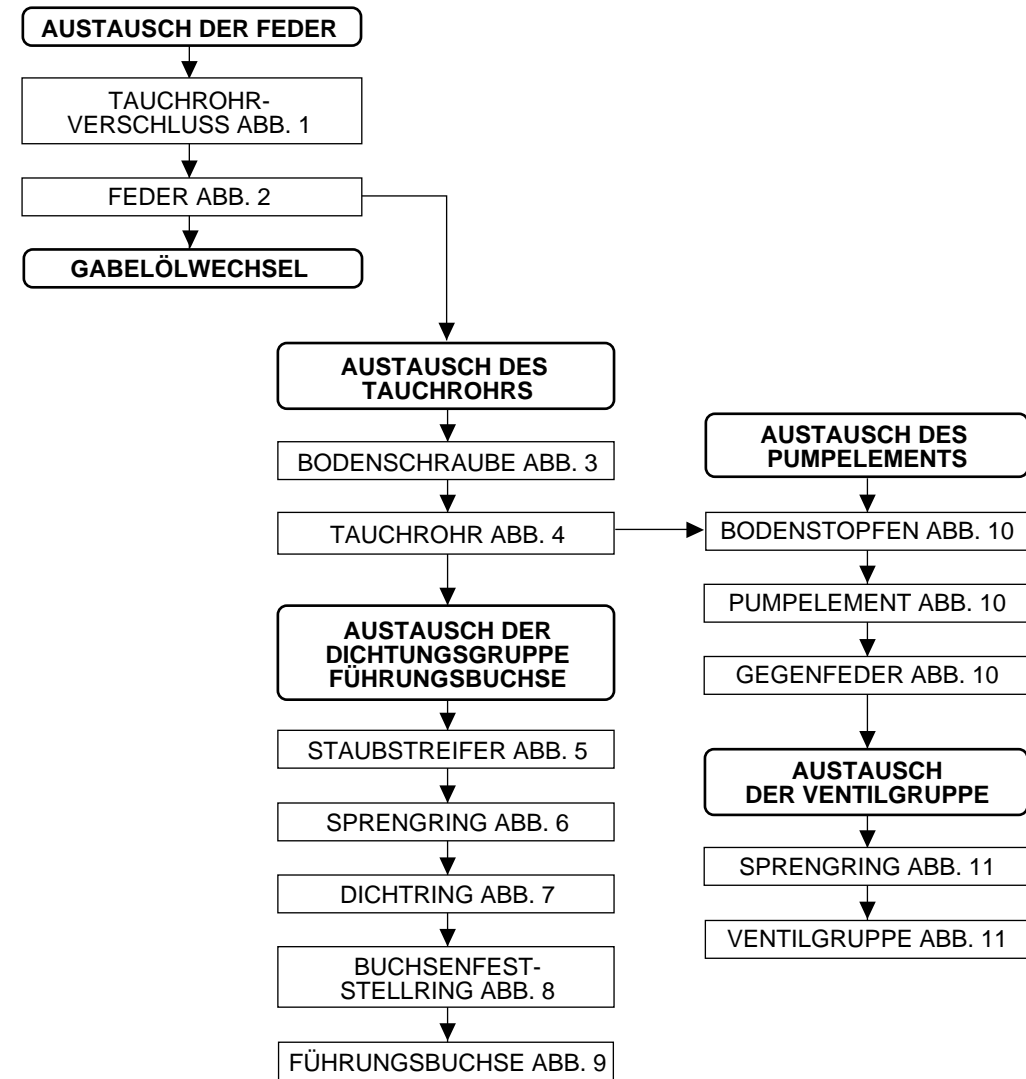 AUSTAUSCH DER FEDER
TAUCHROHR-
VERSCHLUSS ABB. 1
FEDER ABB. 2
GABELÖLWECHSEL
AUSTAUSCH DES
TAUCHROHRS
BODENSCHRAUBE ABB. 3
TAUCHROHR ABB. 4
AUSTAUSCH DER
DICHTUNGSGRUPPE
FÜHRUNGSBUCHSE
STAUBSTREIFER ABB. 5
SPRENGRING ABB. 6
DICHTRING ABB. 7
BUCHSENFEST-
STELLRING ABB. 8
FÜHRUNGSBUCHSE ABB. 9
AUSTAUSCH DES
PUMPELEMENTS
BODENSTOPFEN ABB. 10
PUMPELEMENT ABB. 10
GEGENFEDER ABB. 10
AUSTAUSCH
DER VENTILGRUPPE
SPRENGRING ABB. 11
VENTILGRUPPE ABB. 11